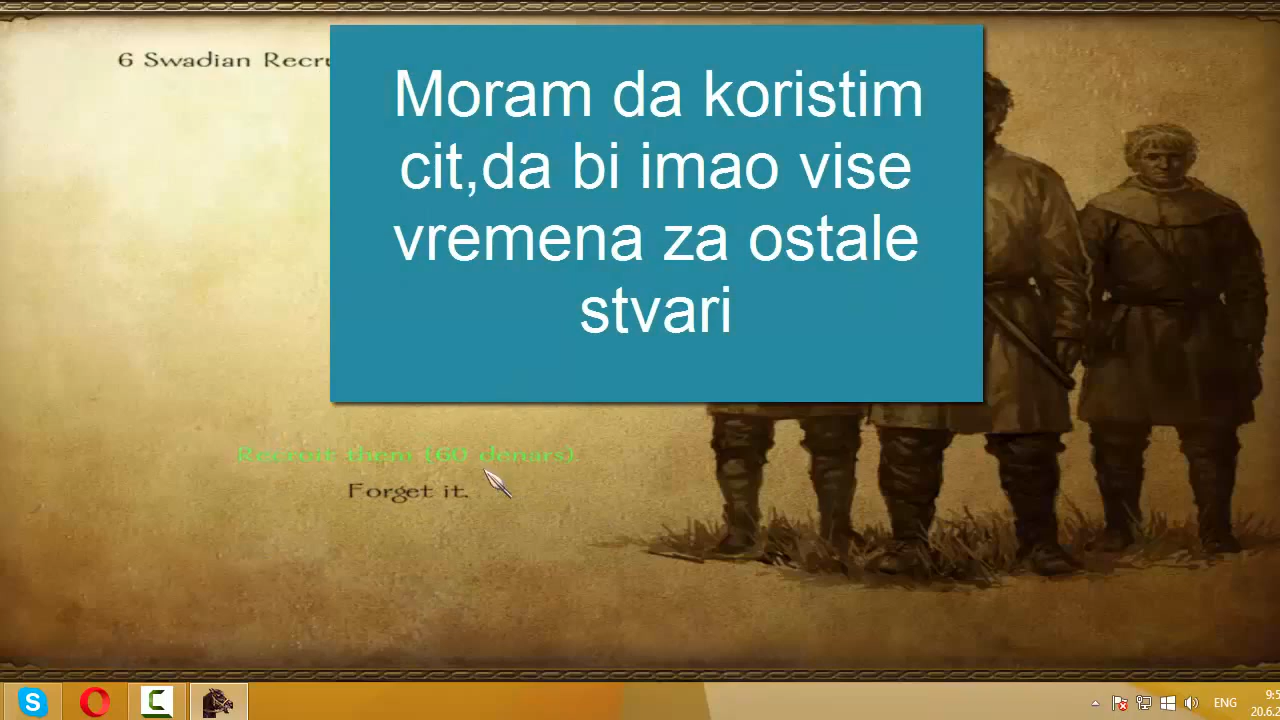 6 Swadian
Moram da koristim
cit,da bi imao vise
vremena za ostale
stvari
Recruit them (60 denars).
Forget it.
S
ENG